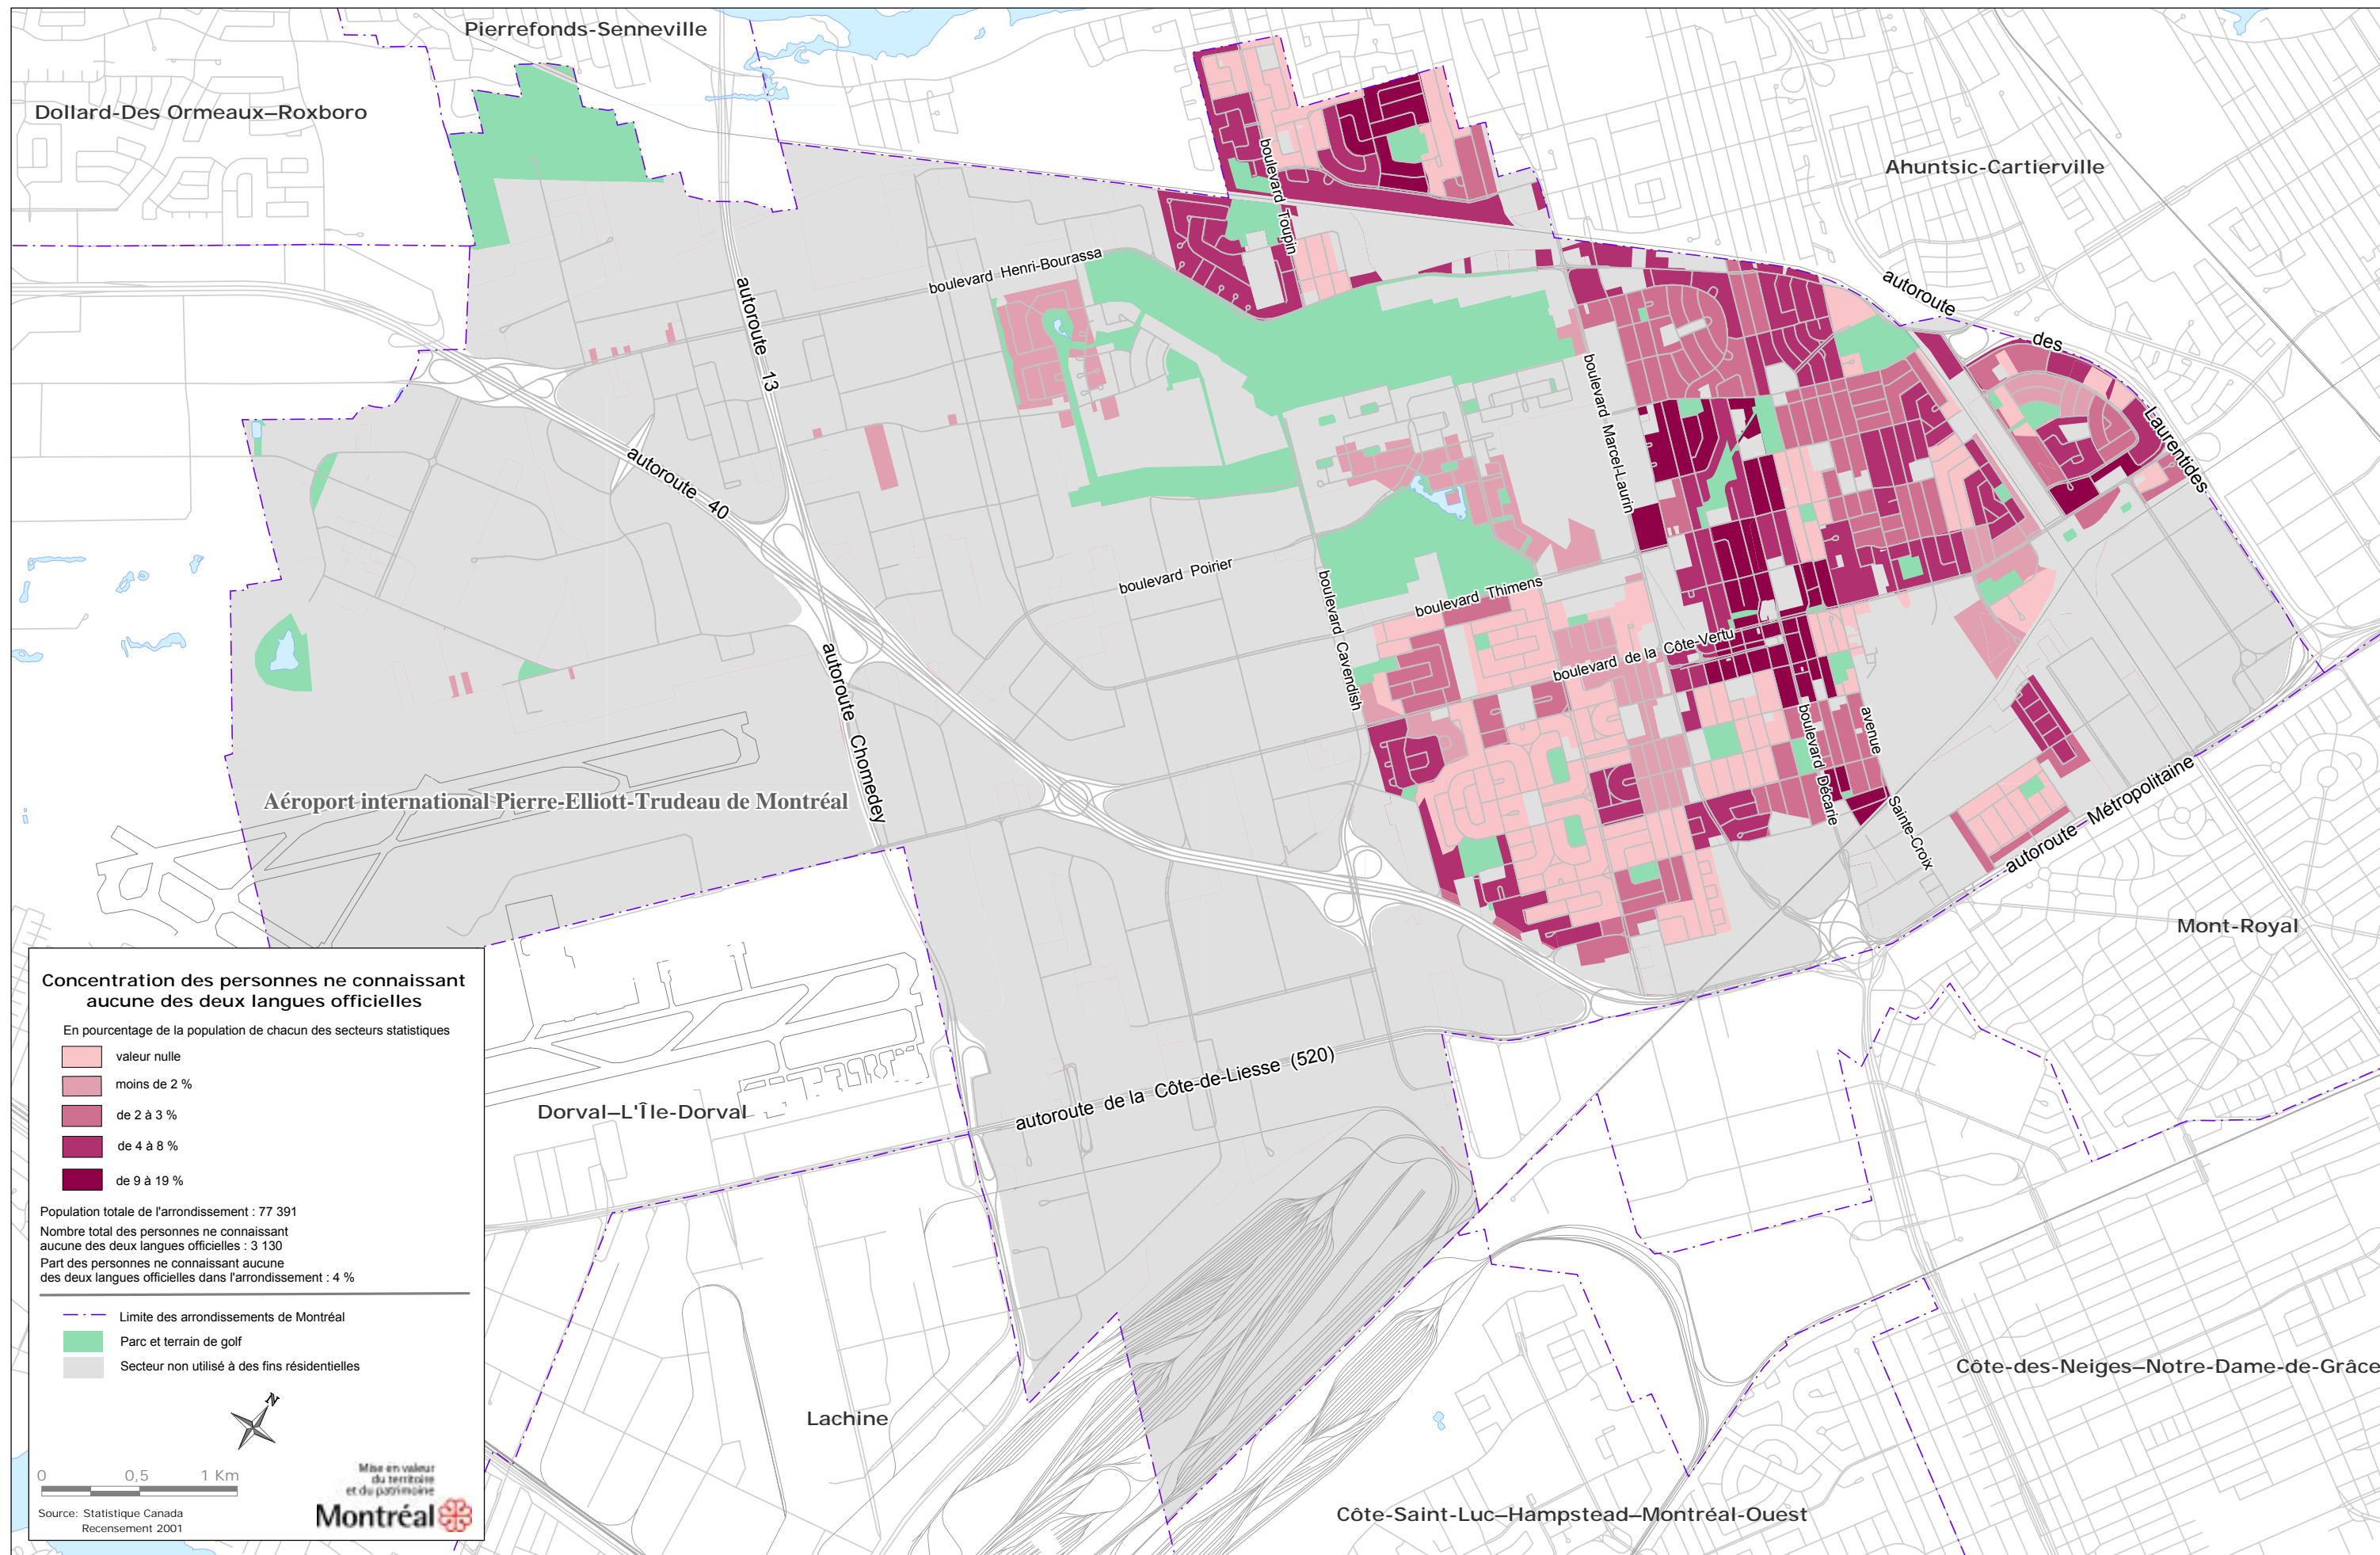 Pierrefonds-Senneville
Dollard-Des Ormeaux–Roxboro
Ahuntsic-Cartierville
boulevard Toupin
boulevard Henri-Bourassa
autoroute 13
autoroute des Laurentides
boulevard Marcel-Laurin
autoroute 40
boulevard Poirier
boulevard Cavendish
boulevard Thimens
boulevard de la Côte-Vertu
autoroute Chomedey
boulevard Décarie
avenue Sainte-Croix
autoroute Métropolitaine
Aéroport international Pierre-Elliott-Trudeau de Montréal
Mont-Royal
autoroute de la Côte-de-Liesse (520)
Dorval–L'Île-Dorval
Lachine
Côte-des-Neiges–Notre-Dame-de-Grâce
Côte-Saint-Luc–Hampstead–Montréal-Ouest
Concentration des personnes ne connaissant
aucune des deux langues officielles
En pourcentage de la population de chacun des secteurs statistiques
valeur nulle
moins de 2 %
de 2 à 3 %
de 4 à 8 %
de 9 à 19 %
Population totale de l'arrondissement : 77 391
Nombre total des personnes ne connaissant
aucune des deux langues officielles : 3 130
Part des personnes ne connaissant aucune
des deux langues officielles dans l'arrondissement : 4 %
Limite des arrondissements de Montréal
Parc et terrain de golf
Secteur non utilisé à des fins résidentielles
N
0 0,5 1 Km
Source: Statistique Canada
Recensement 2001
Mise en valeur
du territoire
et du patrimoine
Montréal